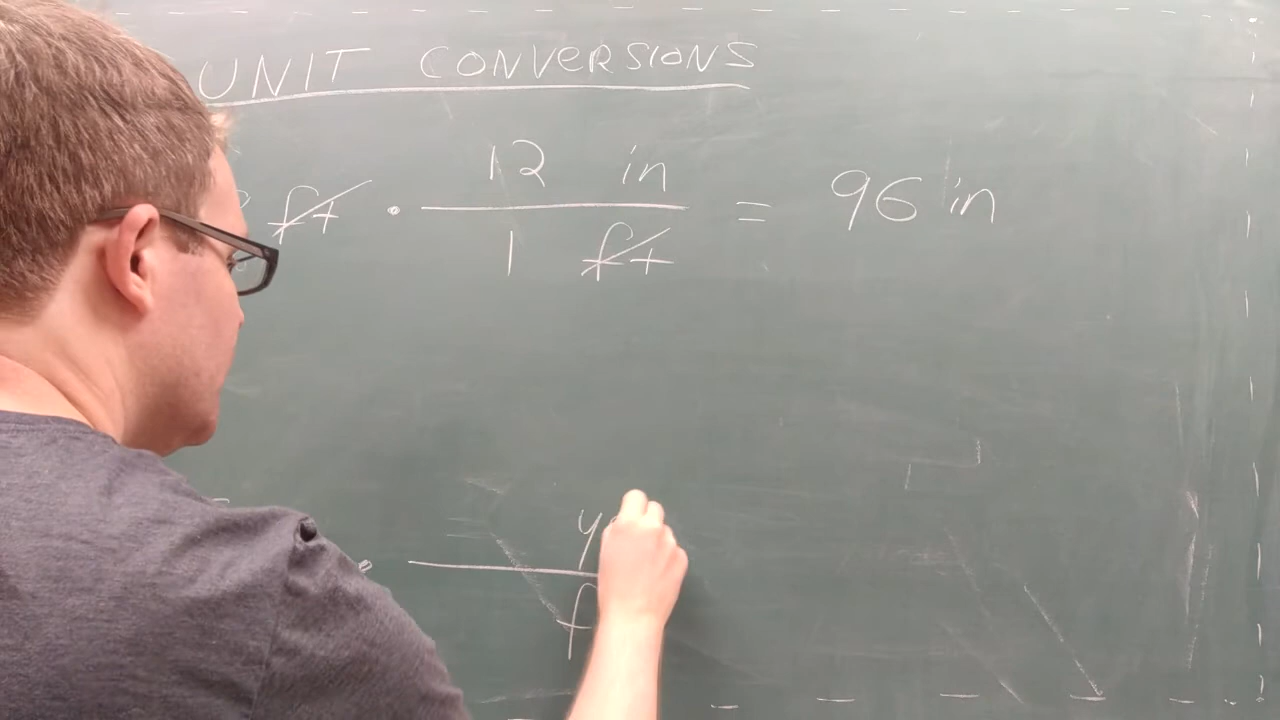 UNIT CONVERSIONS
ft · 12 in / 1 ft = 96 in